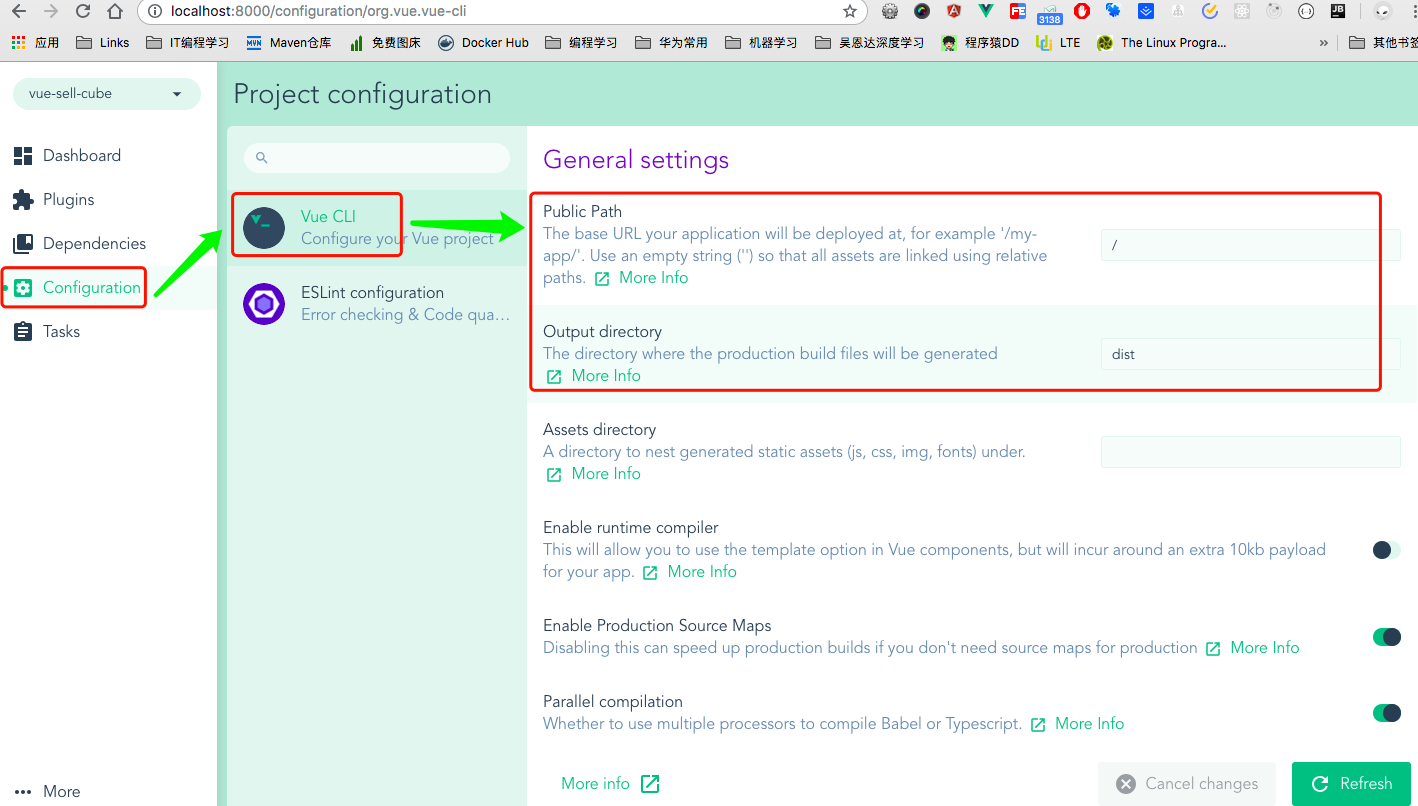 localhost:8000/configuration/org.vue.vue-cli
3138
JB
应用
Links
IT编程学习
MVN
Maven仓库
免费图床
Docker Hub
编程学习
华为常用
机器学习
吴恩达深度学习
程序猿DD
LTE
The Linux Progra...
»
其他书签
vue-sell-cube
Project configuration
Dashboard
Plugins
Dependencies
Configuration
Tasks
More
Vue CLI
Configure your Vue project
ESLint configuration
Error checking & Code qua...
General settings
Public Path
The base URL your application will be deployed at, for example '/my-
app/'. Use an empty string ('') so that all assets are linked using relative
paths. More Info
/
Output directory
The directory where the production build files will be generated
More Info
dist
Assets directory
A directory to nest generated static assets (js, css, img, fonts) under.
More Info
Enable runtime compiler
This will allow you to use the template option in Vue components, but will incur around an extra 10kb payload
for your app. More Info
Enable Production Source Maps
Disabling this can speed up production builds if you don't need source maps for production More Info
Parallel compilation
Whether to use multiple processors to compile Babel or Typescript. More Info
More info
Cancel changes
Refresh